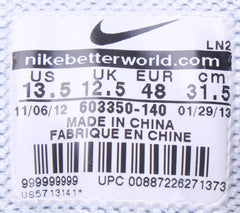 LN2
nikebetterworld.com
US UK EUR cm
13.5 12.5 48 31.5
11/06/12 603350-140 01/29/13
MADE IN CHINA
FABRIQUE EN CHINE
999999999
US5713141*
UPC 00887226271373